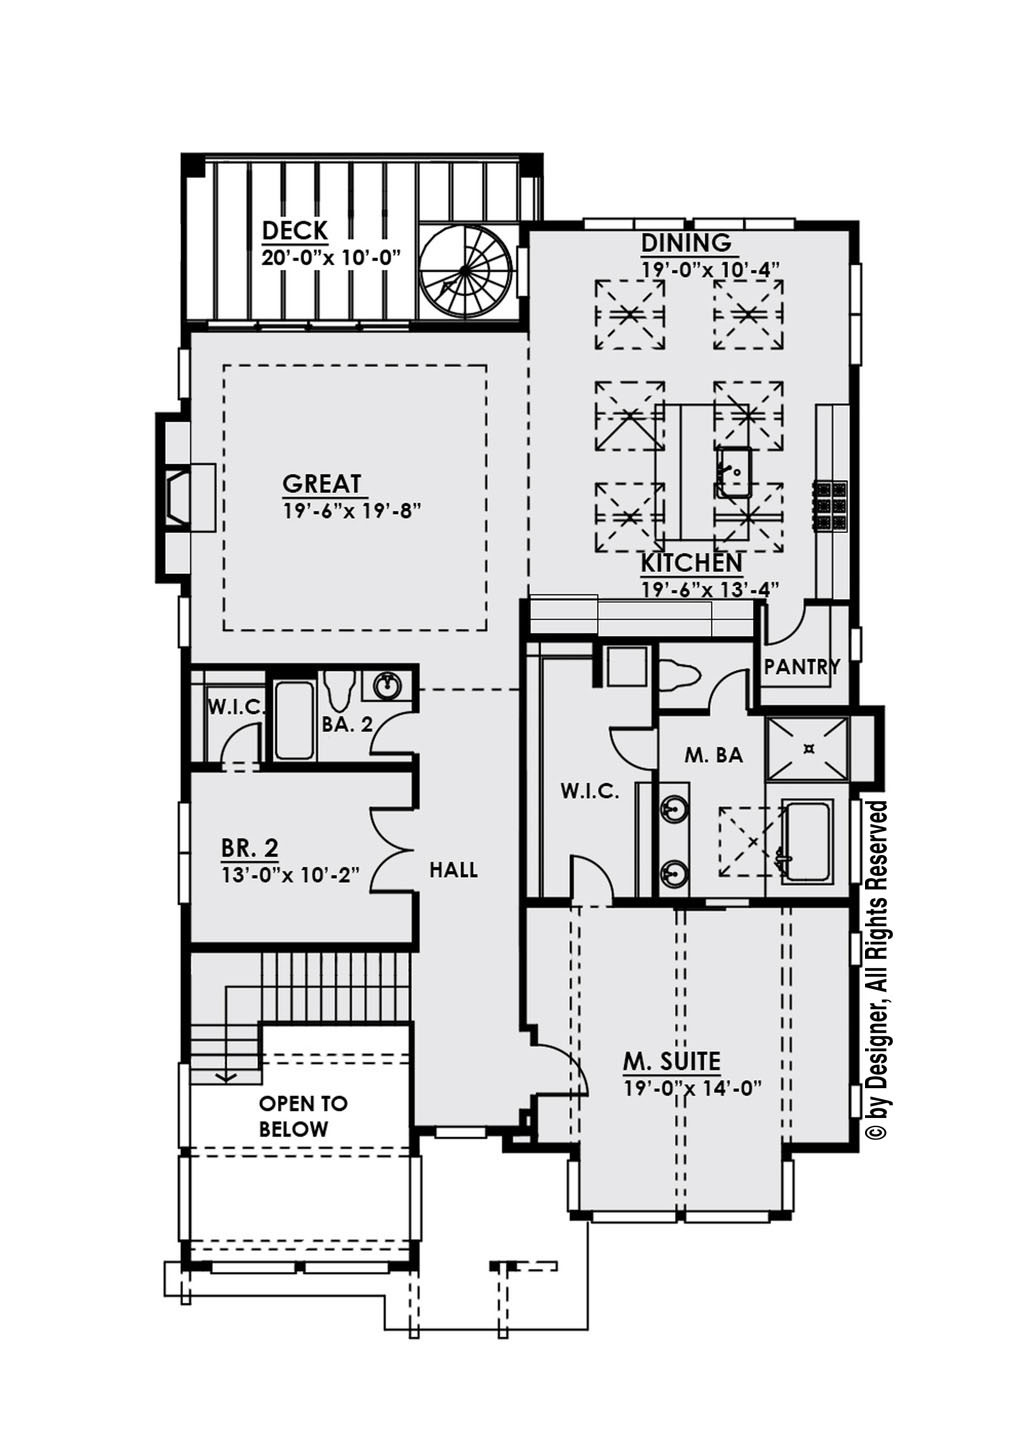 DECK
20'-0"x 10'-0"
DINING
19'-0"x 10'-4"
GREAT
19'-6"x 19'-8"
KITCHEN
19'-6"x 13'-4"
PANTRY
W.I.C.
BA. 2
M. BA
W.I.C.
BR. 2
13'-0"x 10'-2"
HALL
M. SUITE
19'-0"x 14'-0"
OPEN TO
BELOW
© by Designer, All Rights Reserved